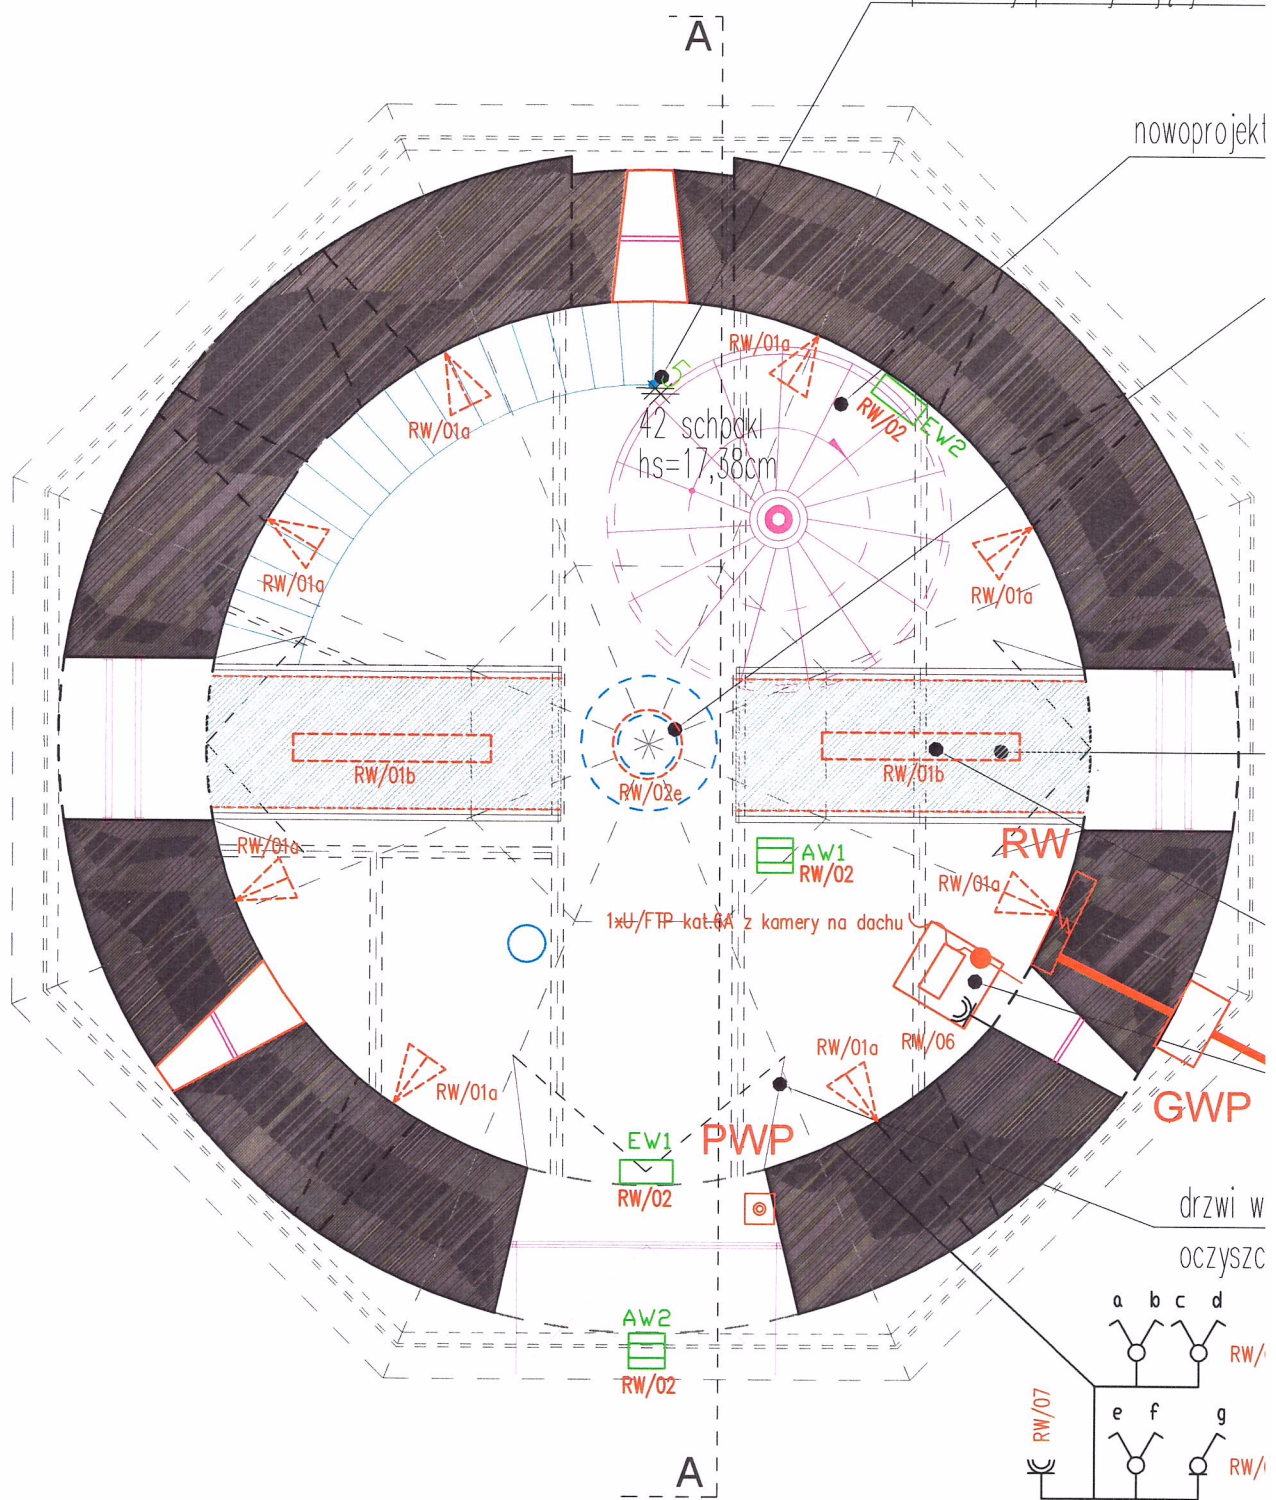 A
nowoprojekt
RW/01a
RW/01a
RW/02
EW2
42 schodki
hs=17,38cm
RW/01a
RW/01a
RW/01b
RW/02e
RW/01b
RW
RW/01a
AW1
RW/02
RW/01a
1xU/FTP kat.6A z kamery na dachu
RW/06
RW/01a
RW/01a
GWP
PWP
EW1
RW/02
drzwi w
oczyszc
AW2
RW/02
a b c d
RW/
RW/07
e f g
RW/
A